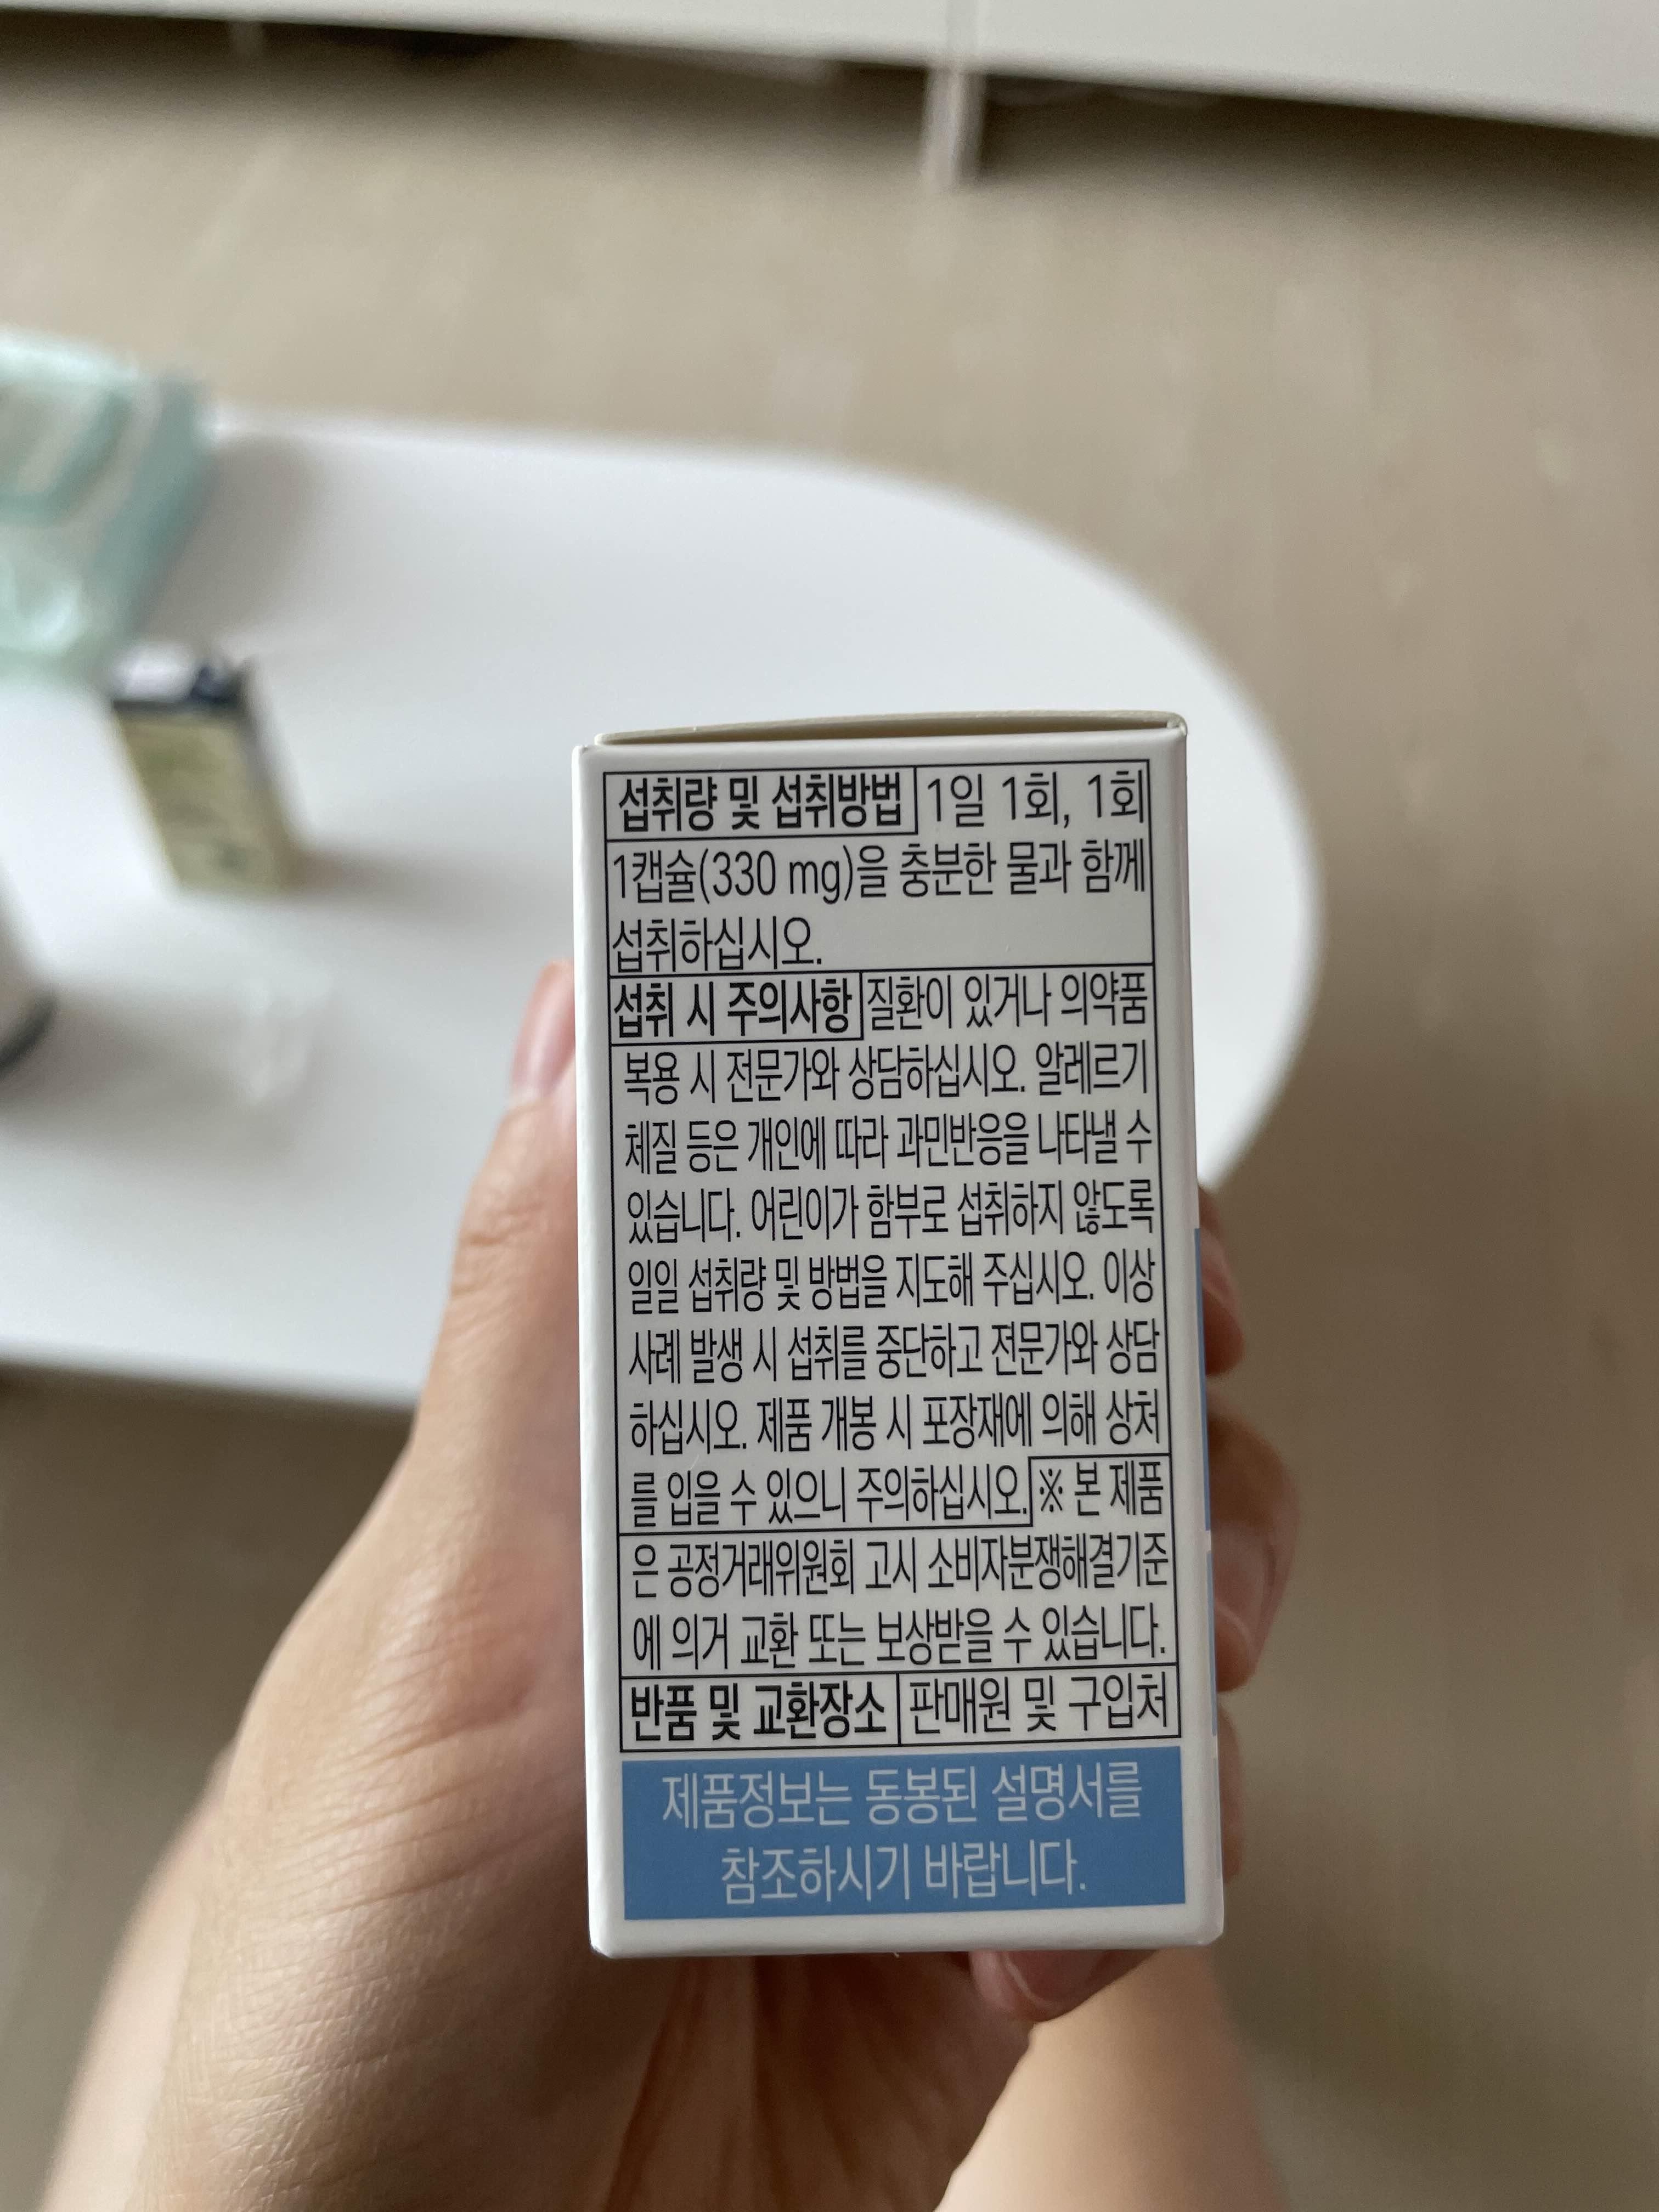 섭취량 및 섭취방법 1일 1회, 1회
1캡슐(330 mg)을 충분한 물과 함께
섭취하십시오.
섭취 시 주의사항 질환이 있거나 의약품
복용 시 전문가와 상담하십시오. 알레르기
체질 등은 개인에 따라 과민반응을 나타낼 수
있습니다. 어린이가 함부로 섭취하지 않도록
일일 섭취량 및 방법을 지도해 주십시오. 이상
사례 발생 시 섭취를 중단하고 전문가와 상담
하십시오. 제품 개봉 시 포장재에 의해 상처
를 입을 수 있으니 주의하십시오. ※ 본 제품
은 공정거래위원회 고시 소비자분쟁해결기준
에 의거 교환 또는 보상받을 수 있습니다.
반품 및 교환장소 판매원 및 구입처
제품정보는 동봉된 설명서를
참조하시기 바랍니다.